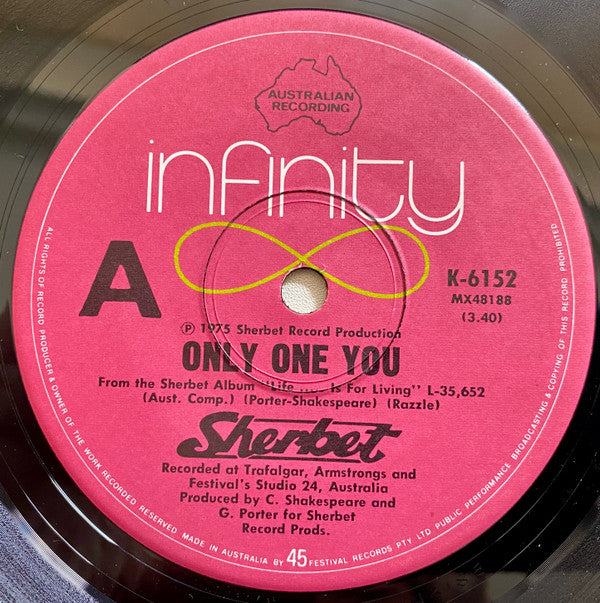 AUSTRALIAN
RECORDING
infinity
A
K-6152
MX48188
(3.40)
Ⓟ 1975 Sherbet Record Production
ONLY ONE YOU
From the Sherbet Album "Life .... Is For Living" L-35,652
(Aust. Comp.) (Porter-Shakespeare) (Razzle)
Sherbet
Recorded at Trafalgar, Armstrongs and
Festival's Studio 24, Australia
Produced by C. Shakespeare and
G. Porter for Sherbet
Record Prods.
ALL RIGHTS OF RECORD PRODUCER & OWNER OF THE WORK RECORDED RESERVED MADE IN AUSTRALIA BY 45 FESTIVAL RECORDS PTY LTD PUBLIC PERFORMANCE BROADCASTING & COPYING OF THIS RECORD PROHIBITED